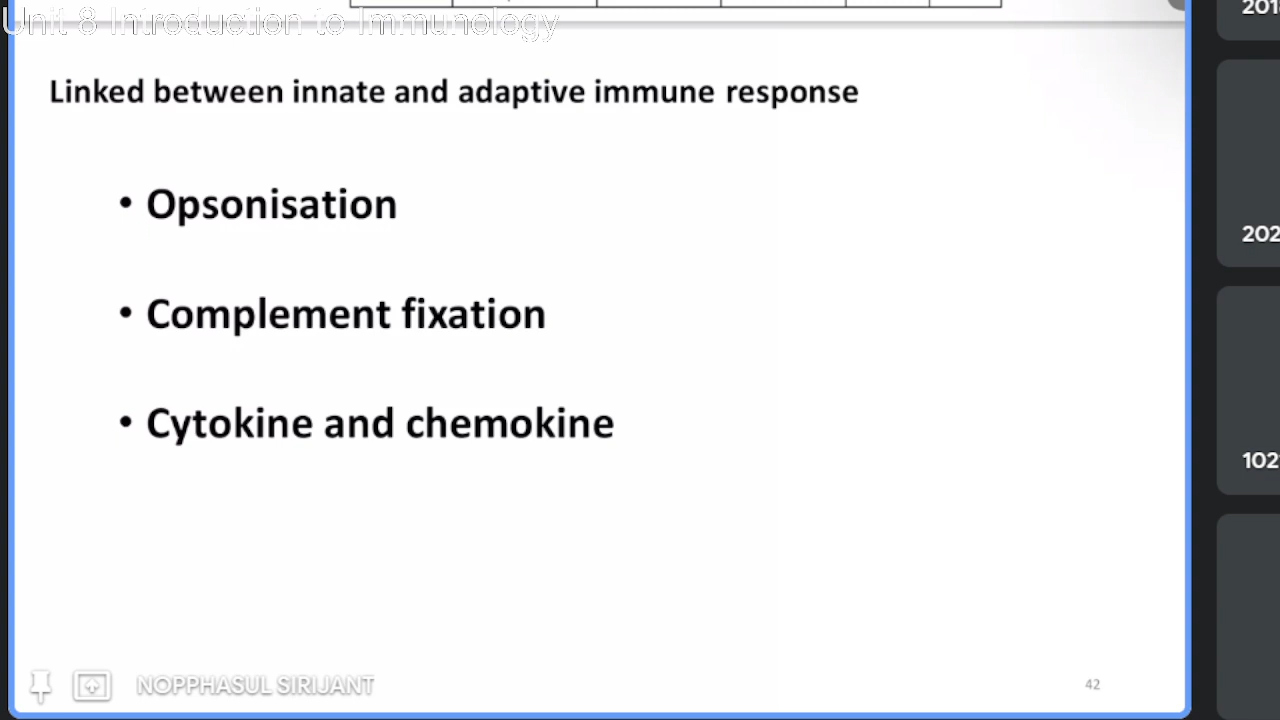 Unit 8 Introduction to Immunology
Linked between innate and adaptive immune response
• Opsonisation
• Complement fixation
• Cytokine and chemokine
NOPPHASUL SIRIJANT
42
201
202
102